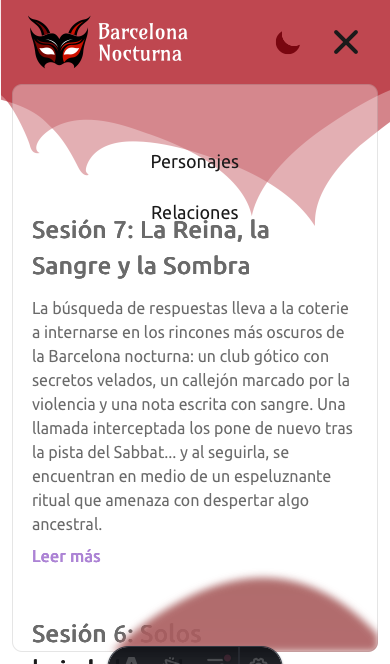 Barcelona
Nocturna
Personajes
Relaciones
Sesión 7: La Reina, la
Sangre y la Sombra
La búsqueda de respuestas lleva a la coterie
a internarse en los rincones más oscuros de
la Barcelona nocturna: un club gótico con
secretos velados, un callejón marcado por la
violencia y una nota escrita con sangre. Una
llamada interceptada los pone de nuevo tras
la pista del Sabbat... y al seguirla, se
encuentran en medio de un espeluznante
ritual que amenaza con despertar algo
ancestral.
Leer más
Sesión 6: Solos